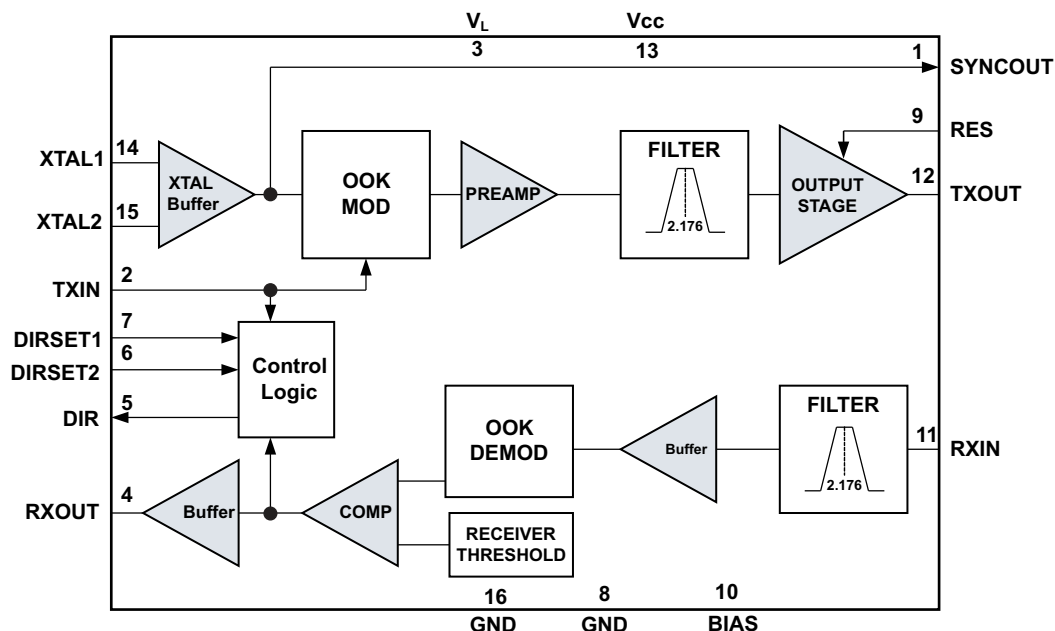 VL Vcc
3 13 1
SYNCOUT
9
RES
14
XTAL1
XTAL
Buffer
15
XTAL2
OOK
MOD
PREAMP
FILTER
2.176
OUTPUT
STAGE
12
TXOUT
2
TXIN
7
DIRSET1
6
DIRSET2
5
DIR
Control
Logic
OOK
DEMOD
Buffer
FILTER
2.176
11
RXIN
4
RXOUT
Buffer
COMP
RECEIVER
THRESHOLD
16 8 10
GND GND BIAS